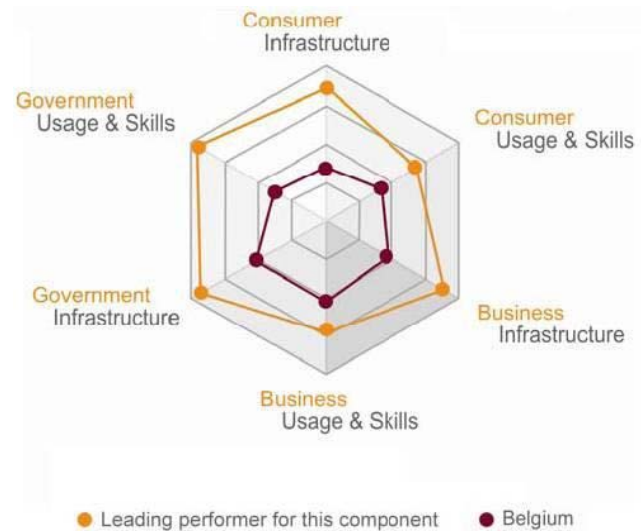 Consumer
Infrastructure
Government
Usage & Skills
Consumer
Usage & Skills
Government
Infrastructure
Business
Infrastructure
Business
Usage & Skills
Leading performer for this component
Belgium